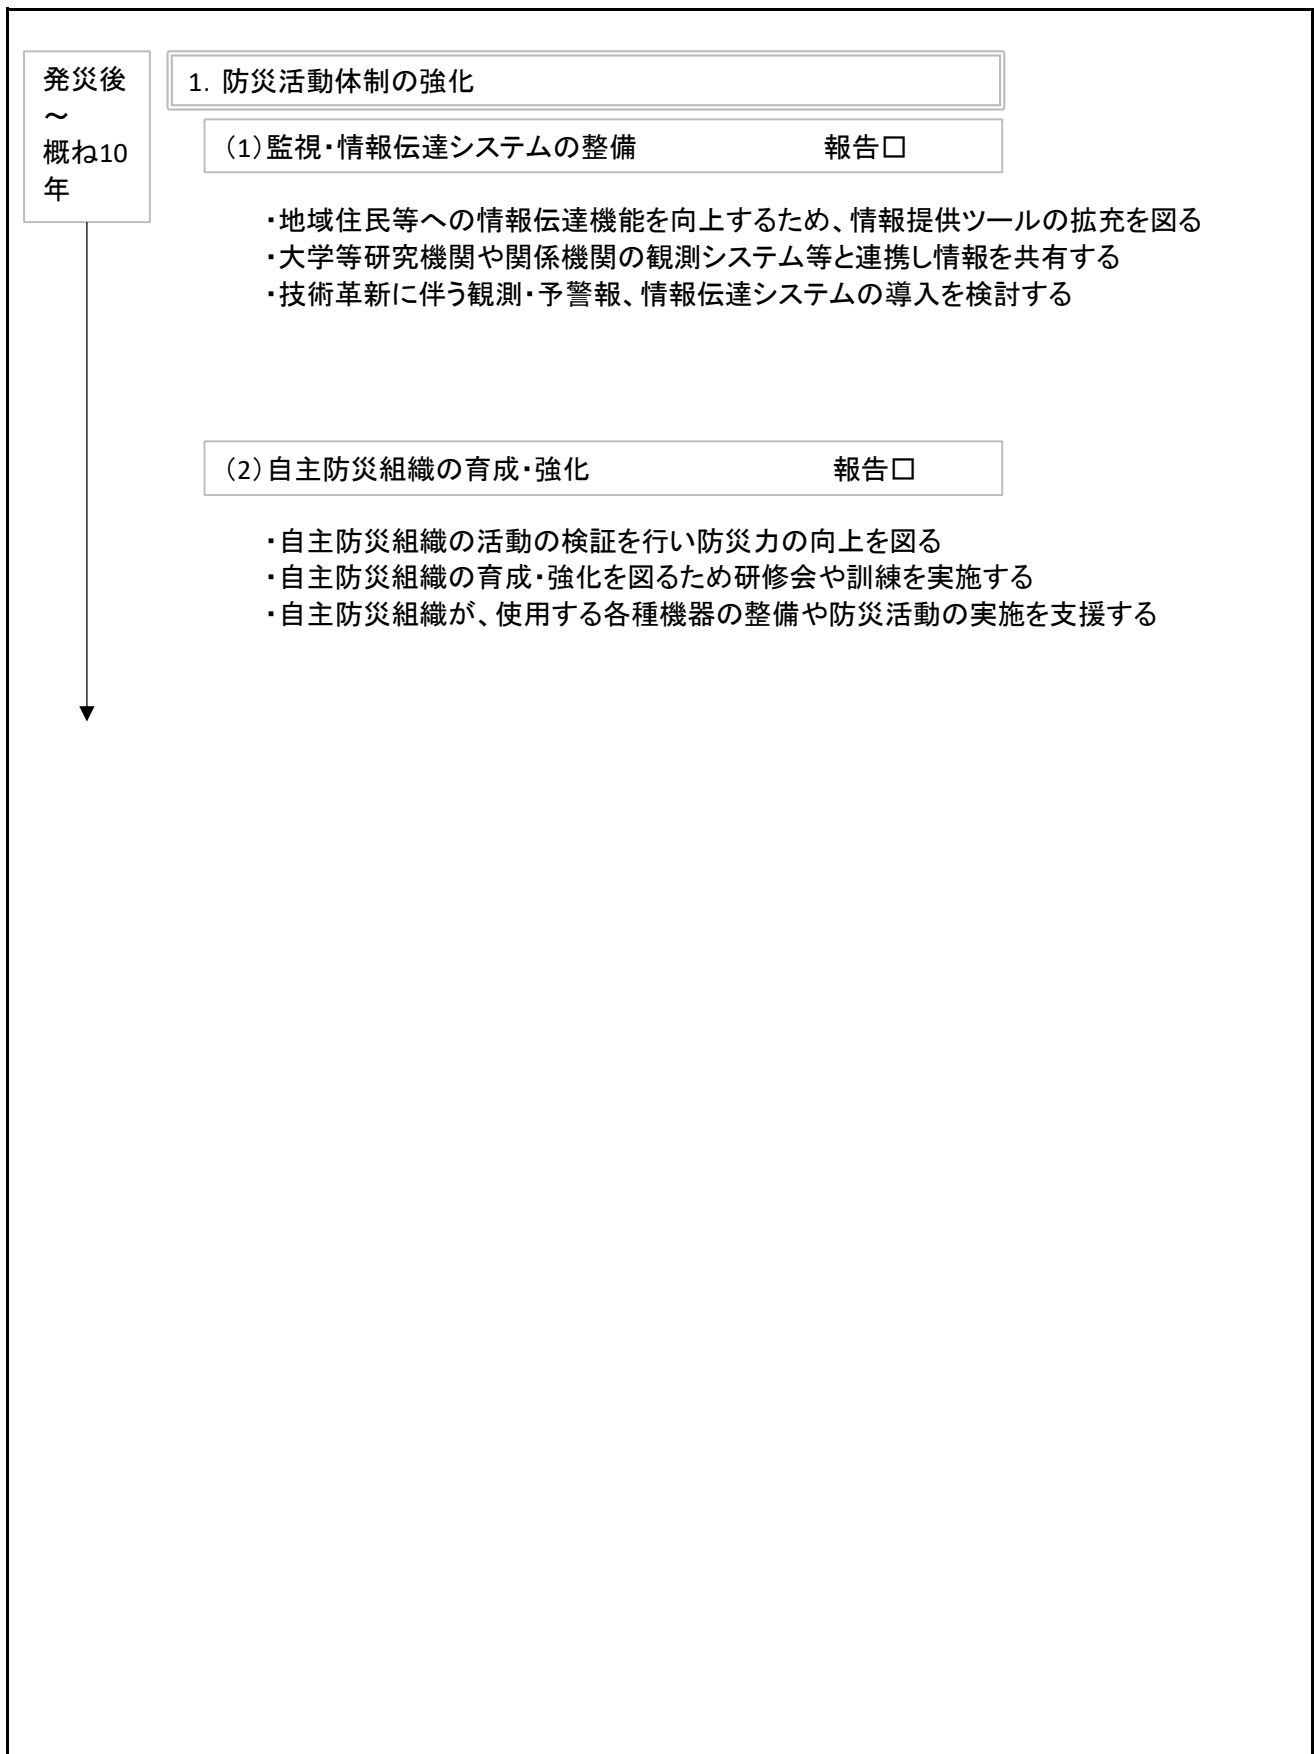 発災後
～
概ね10
年
1．防災活動体制の強化
（1）監視・情報伝達システムの整備　報告□
・地域住民等への情報伝達機能を向上するため、情報提供ツールの拡充を図る
・大学等研究機関や関係機関の観測システム等と連携し情報を共有する
・技術革新に伴う観測・予警報、情報伝達システムの導入を検討する
（2）自主防災組織の育成・強化　報告□
・自主防災組織の活動の検証を行い防災力の向上を図る
・自主防災組織の育成・強化を図るため研修会や訓練を実施する
・自主防災組織が、使用する各種機器の整備や防災活動の実施を支援する